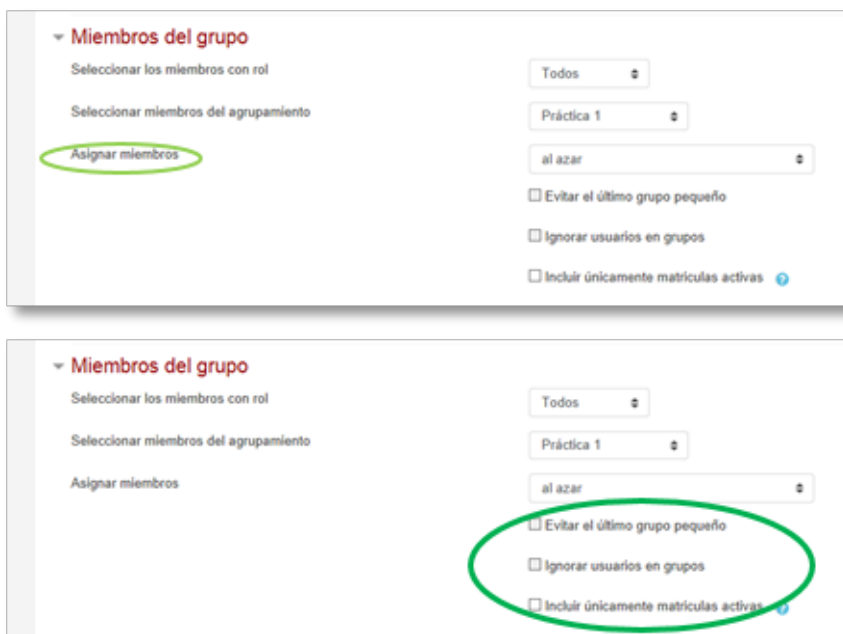 Miembros del grupo
Seleccionar los miembros con rol
Todos
Seleccionar miembros del agrupamiento
Práctica 1
Asignar miembros
al azar
Evitar el último grupo pequeño
Ignorar usuarios en grupos
Incluir únicamente matriculas activas ?
Miembros del grupo
Seleccionar los miembros con rol
Todos
Seleccionar miembros del agrupamiento
Práctica 1
Asignar miembros
al azar
Evitar el último grupo pequeño
Ignorar usuarios en grupos
Incluir únicamente matriculas activas ?